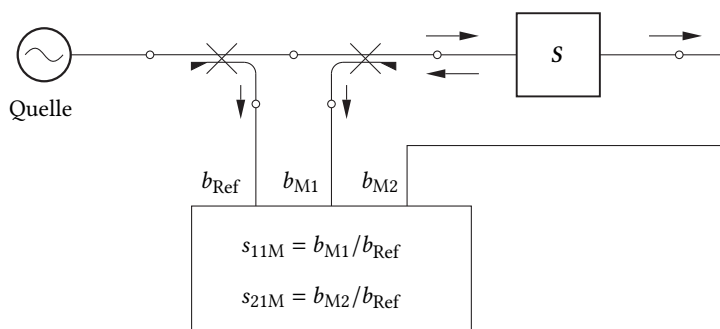 S
Quelle
b_Ref b_M1 b_M2
s_11M = b_M1/b_Ref
s_21M = b_M2/b_Ref